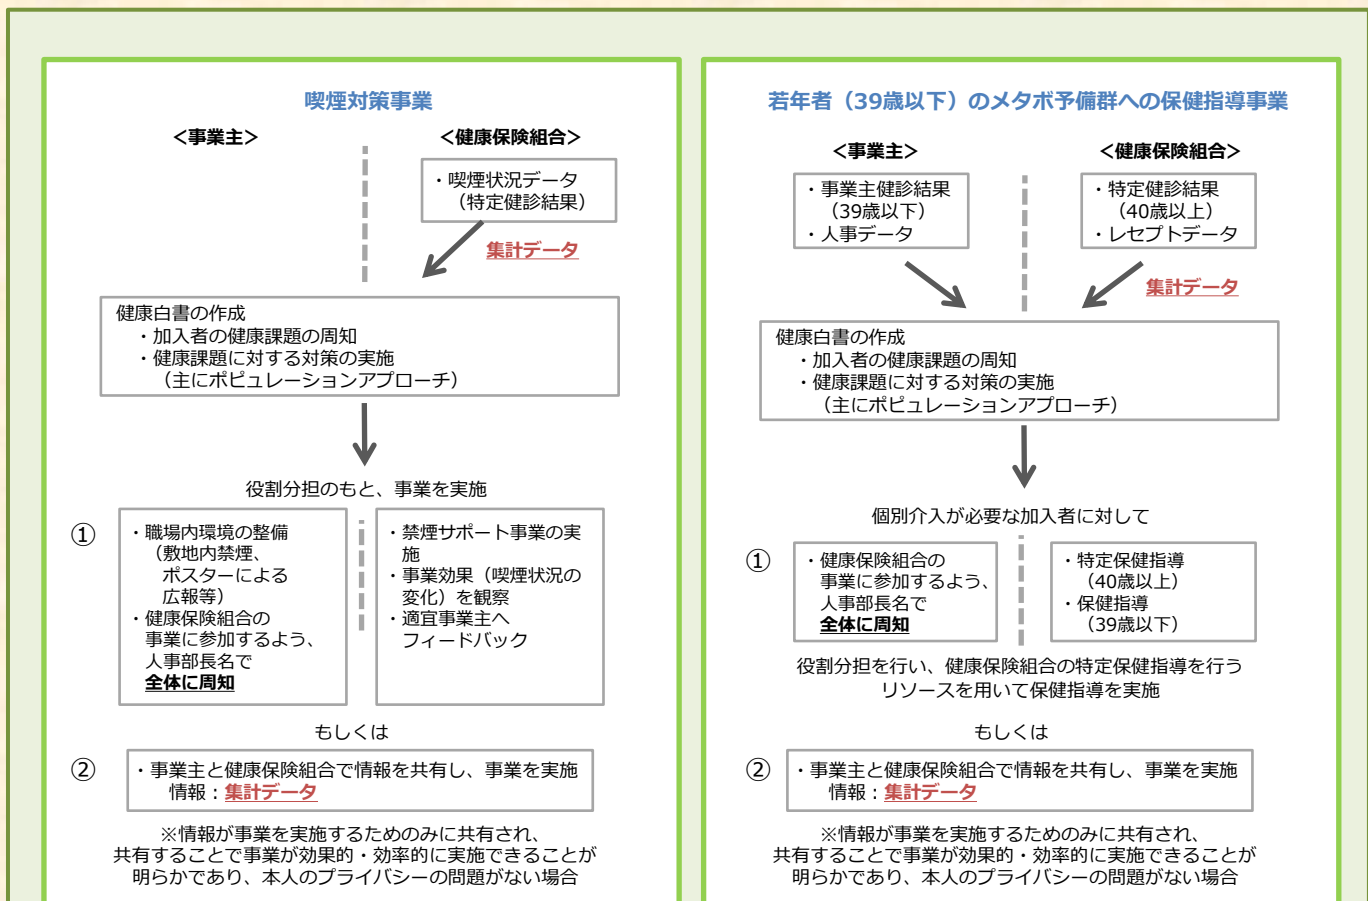 喫煙対策事業
＜事業主＞
＜健康保険組合＞
・喫煙状況データ
（特定健診結果）
集計データ
健康白書の作成
・加入者の健康課題の周知
・健康課題に対する対策の実施
（主にポピュレーションアプローチ）
役割分担のもと、事業を実施
①
・職場内環境の整備
（敷地内禁煙、
ポスターによる
広報等）
・健康保険組合の
事業に参加するよう、
人事部長名で
全体に周知
・禁煙サポート事業の実
施
・事業効果（喫煙状況の
変化）を観察
・適宜事業主へ
フィードバック
もしくは
②
・事業主と健康保険組合で情報を共有し、事業を実施
情報：集計データ
※情報が事業を実施するためのみに共有され、
共有することで事業が効果的・効率的に実施できることが
明らかであり、本人のプライバシーの問題がない場合
若年者（39歳以下）のメタボ予備群への保健指導事業
＜事業主＞
＜健康保険組合＞
・事業主健診結果
（39歳以下）
・人事データ
・特定健診結果
（40歳以上）
・レセプトデータ
集計データ
健康白書の作成
・加入者の健康課題の周知
・健康課題に対する対策の実施
（主にポピュレーションアプローチ）
個別介入が必要な加入者に対して
①
・健康保険組合の
事業に参加するよう、
人事部長名で
全体に周知
・特定保健指導
（40歳以上）
・保健指導
（39歳以下）
役割分担を行い、健康保険組合の特定保健指導を行う
リソースを用いて保健指導を実施
もしくは
②
・事業主と健康保険組合で情報を共有し、事業を実施
情報：集計データ
※情報が事業を実施するためのみに共有され、
共有することで事業が効果的・効率的に実施できることが
明らかであり、本人のプライバシーの問題がない場合